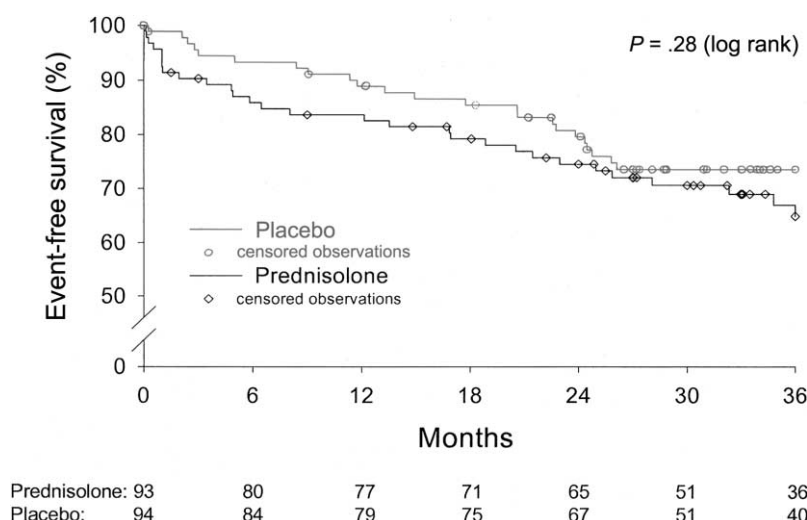 P = .28 (log rank)
Event-free survival (%)
100
90
80
70
60
50
0
Placebo
censored observations
Prednisolone
censored observations
0 6 12 18 24 30 36
Months
Prednisolone: 93 80 77 71 65 51 36
Placebo: 94 84 79 75 67 51 40